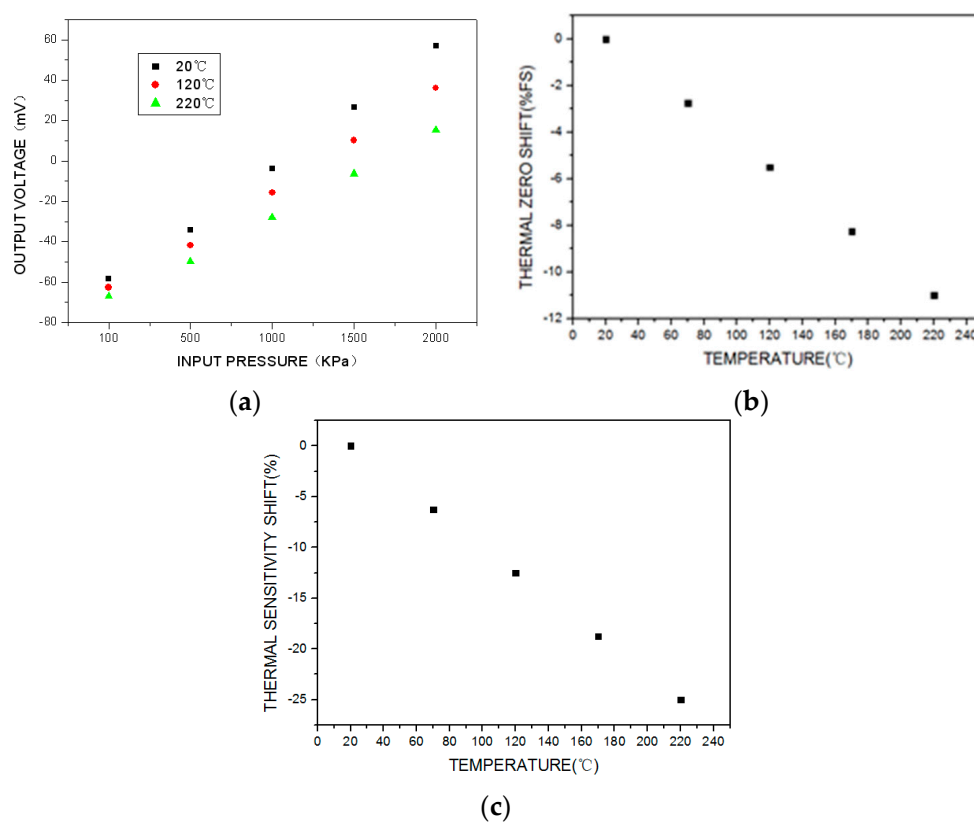 60
40
20
0
-20
-40
-60
-80
OUTPUT VOLTAGE（mV）
20℃
120℃
220℃
100 500 1000 1500 2000
INPUT PRESSURE（KPa）
(a)
0
-2
-4
-6
-8
-10
-12
THERMAL ZERO SHIFT(%FS)
0 20 40 60 80 100 120 140 160 180 200 220 240
TEMPERATURE(℃)
(b)
0
-5
-10
-15
-20
-25
THERMAL SENSITIVITY SHIFT(%)
0 20 40 60 80 100 120 140 160 180 200 220 240
TEMPERATURE(℃)
(c)